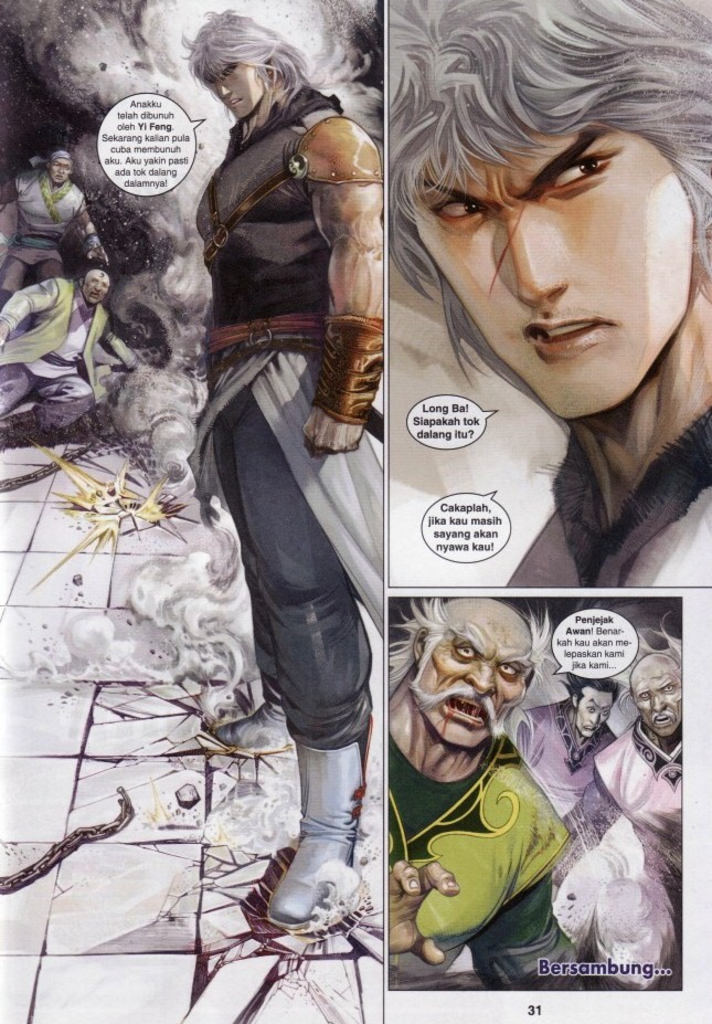 Anakku
telah dibunuh
oleh Yi Feng.
Sekarang kalian pula
cuba membunuh
aku. Aku yakin pasti
ada tok dalang
dalamnya!
Long Ba!
Siapakah tok
dalang itu?
Cakaplah,
jika kau masih
sayang akan
nyawa kau!
Penjejak
Awan! Benar-
kah kau akan me-
lepaskan kami
jika kami...
Bersambung...
31